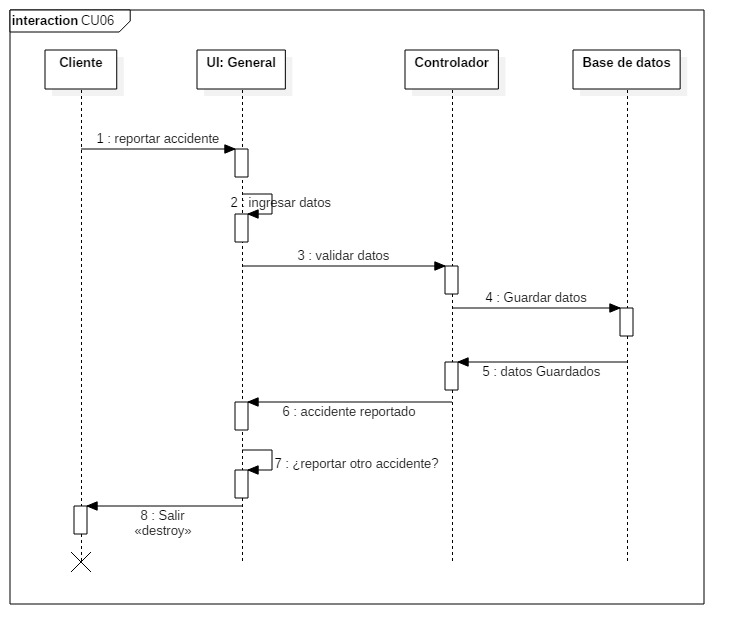 interaction CU06
Cliente
UI: General
Controlador
Base de datos
1 : reportar accidente
2 : ingresar datos
3 : validar datos
4 : Guardar datos
5 : datos Guardados
6 : accidente reportado
7 : ¿reportar otro accidente?
8 : Salir
«destroy»